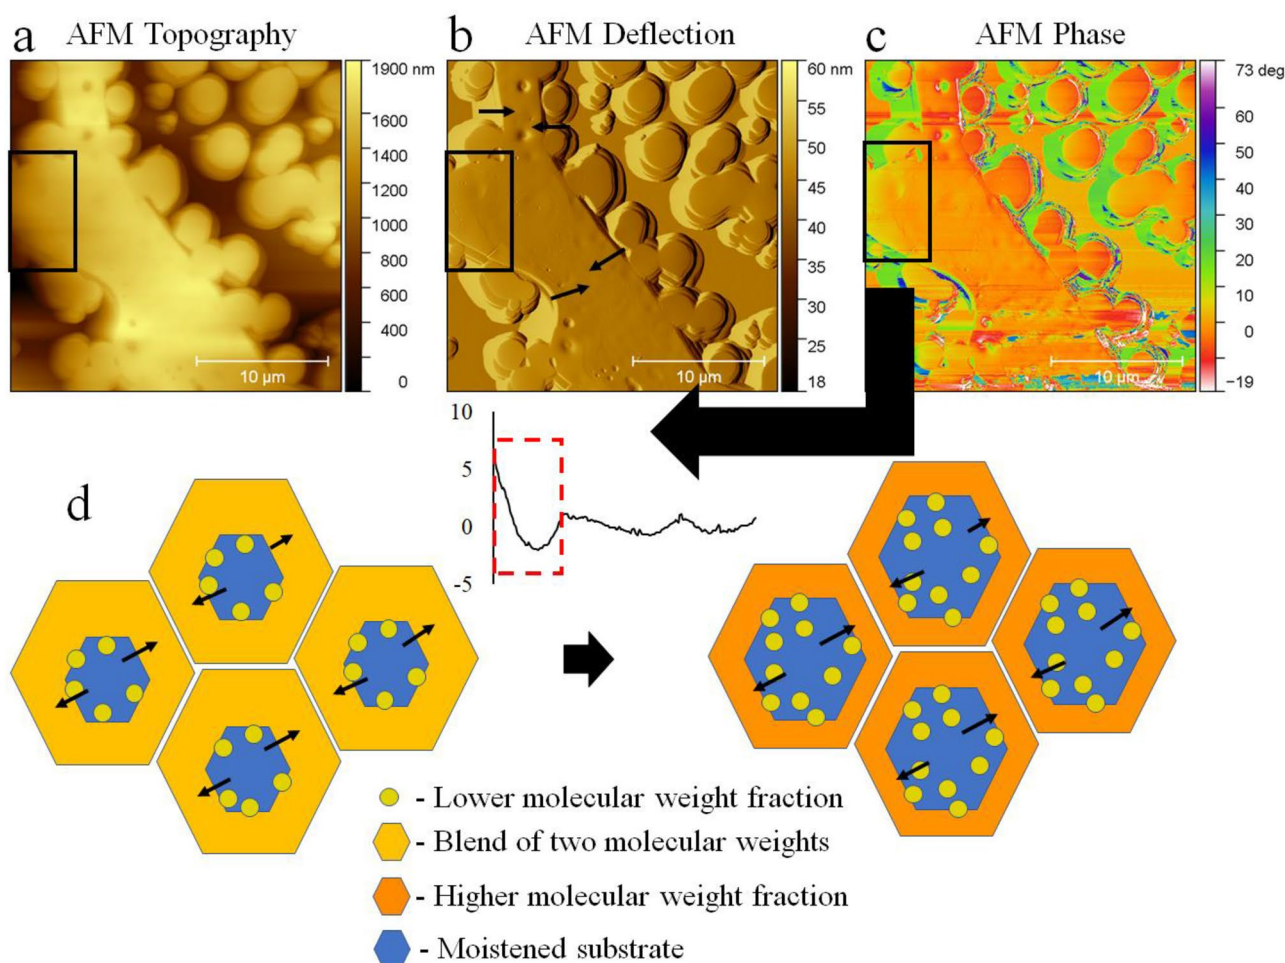 a AFM Topography
b AFM Deflection
c AFM Phase
1900 nm
1400
1200
1000
800
600
400
0
10 µm
60 nm
55
50
45
40
35
30
25
18
10 µm
73 deg
60
50
40
30
20
10
0
−19
10 µm
10
5
0
-5
d
- Lower molecular weight fraction
- Blend of two molecular weights
- Higher molecular weight fraction
- Moistened substrate